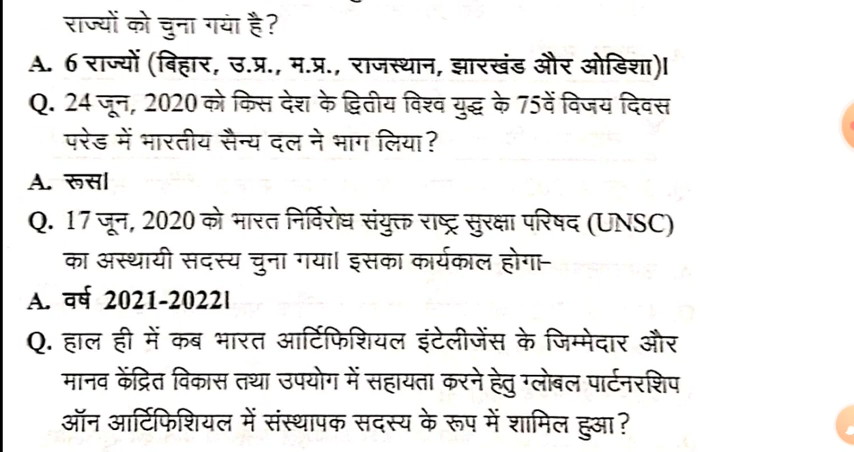 राज्यों को चुना गया है?
A. 6 राज्यों (बिहार, उ.प्र., म.प्र., राजस्थान, झारखंड और ओडिशा)।
Q. 24 जून, 2020 को किस देश के द्वितीय विश्व युद्ध के 75वें विजय दिवस
परेड में भारतीय सैन्य दल ने भाग लिया?
A. रूस।
Q. 17 जून, 2020 को भारत निर्विरोध संयुक्त राष्ट्र सुरक्षा परिषद (UNSC)
का अस्थायी सदस्य चुना गया। इसका कार्यकाल होगा-
A. वर्ष 2021-2022।
Q. हाल ही में कब भारत आर्टिफिशियल इंटेलीजेंस के जिम्मेदार और
मानव केंद्रित विकास तथा उपयोग में सहायता करने हेतु ग्लोबल पार्टनरशिप
ऑन आर्टिफिशियल में संस्थापक सदस्य के रूप में शामिल हुआ?